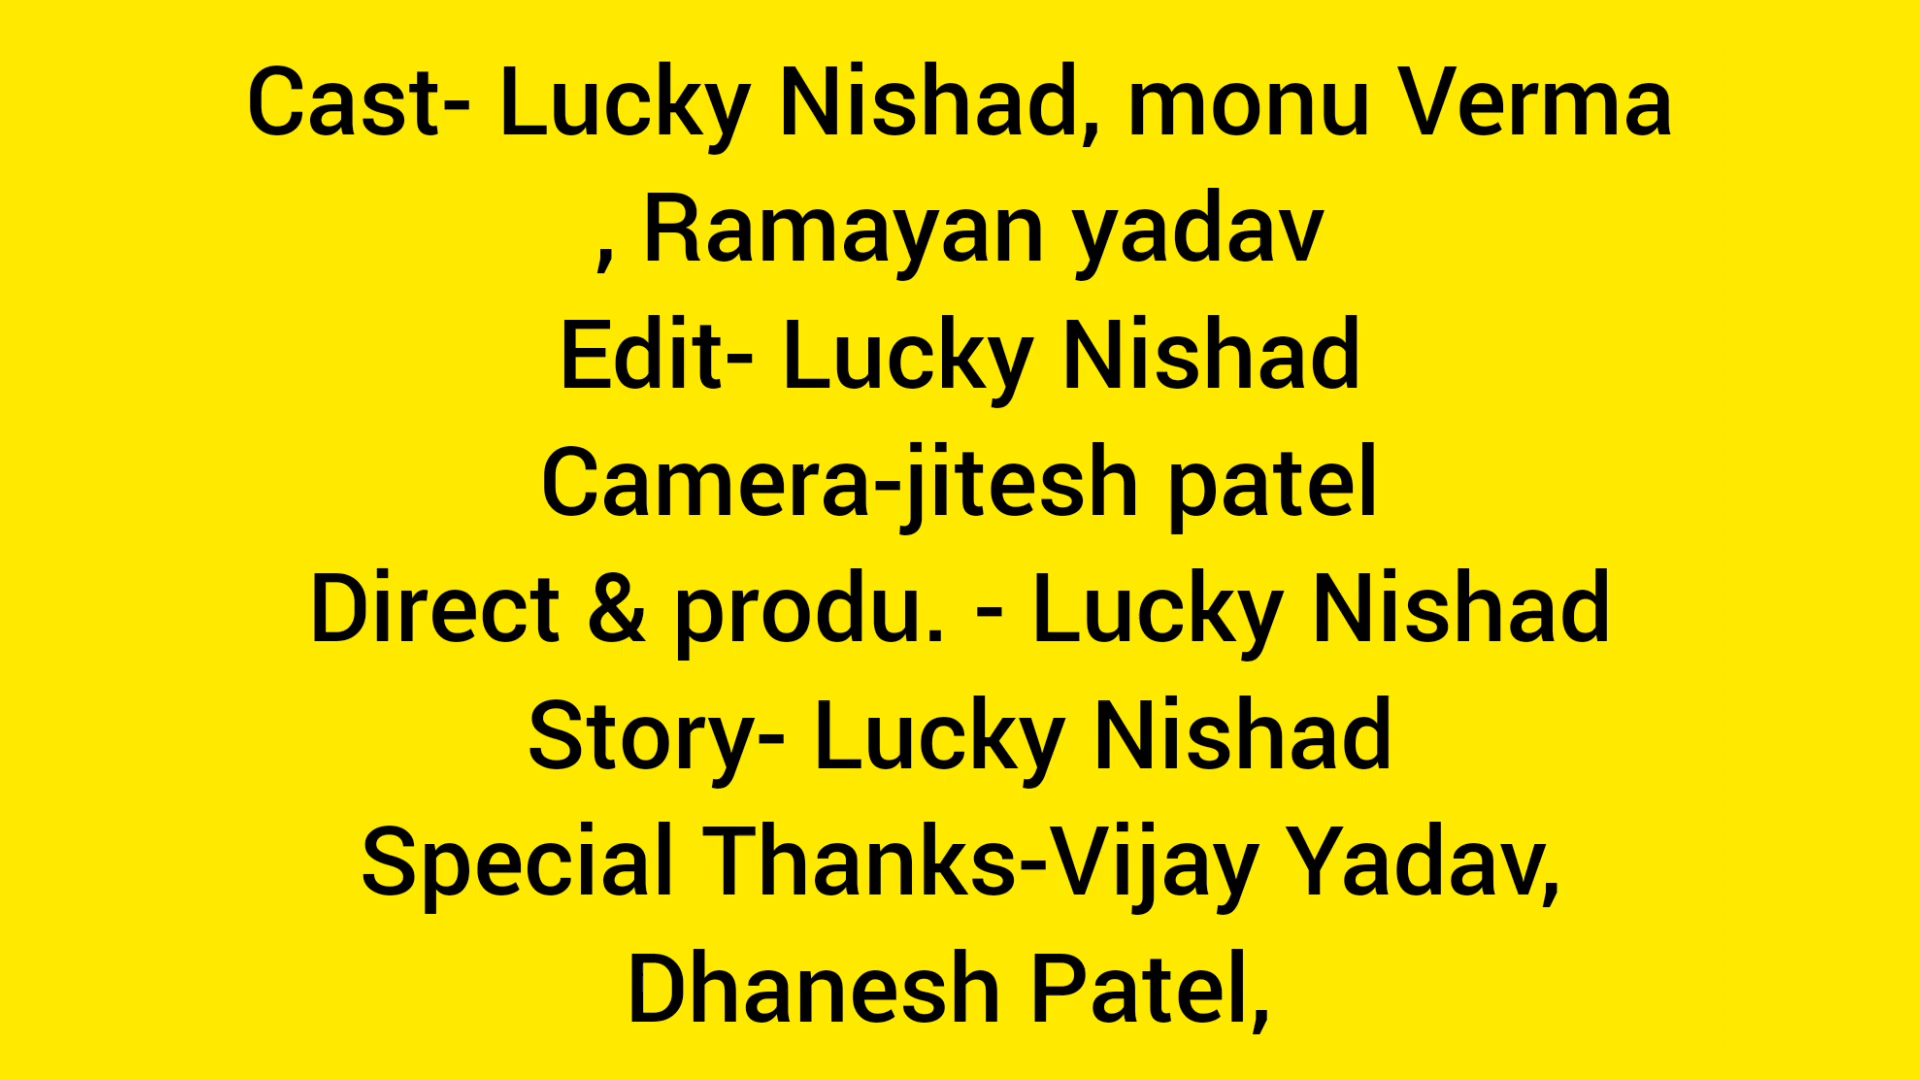 Cast- Lucky Nishad, monu Verma
, Ramayan yadav
Edit- Lucky Nishad
Camera-jitesh patel
Direct & produ. - Lucky Nishad
Story- Lucky Nishad
Special Thanks-Vijay Yadav,
Dhanesh Patel,